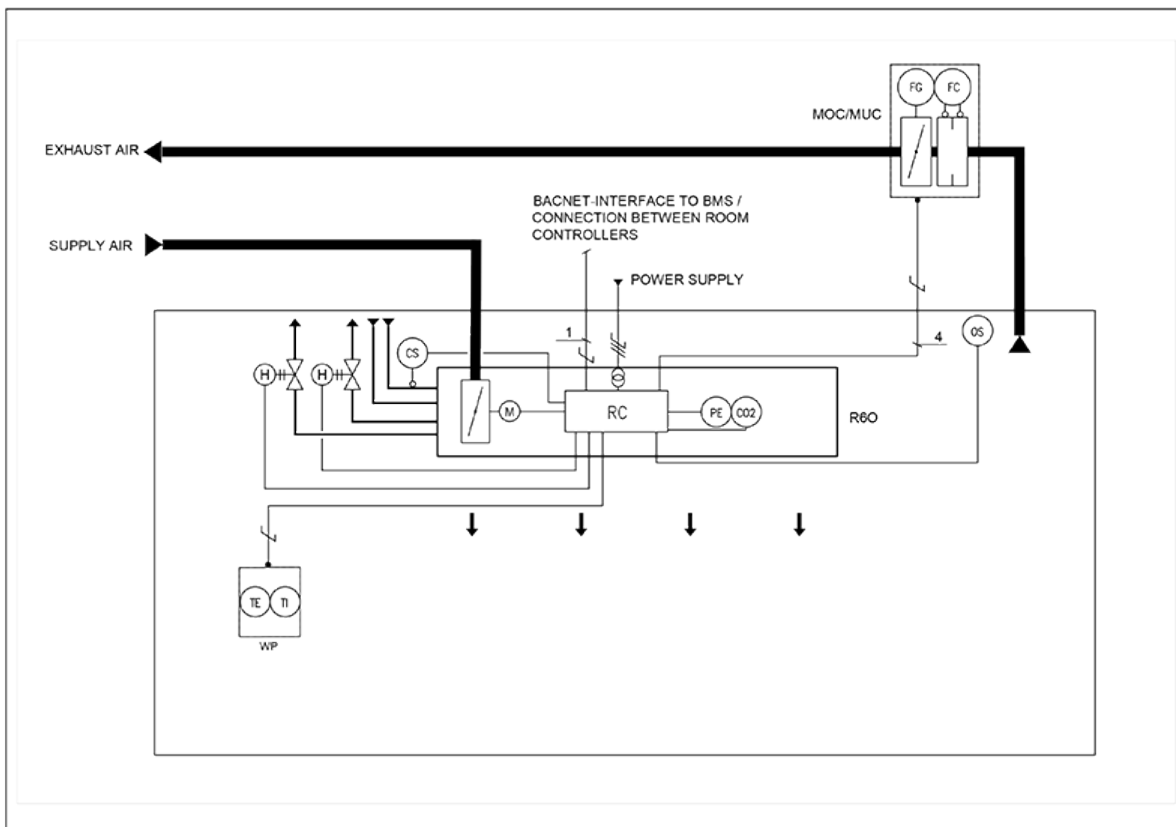 FG FC
MOC/MUC
EXHAUST AIR
BACNET-INTERFACE TO BMS /
CONNECTION BETWEEN ROOM
CONTROLLERS
SUPPLY AIR
POWER SUPPLY
1
4
OS
CS
H
H
M
RC
PE CO2
R6O
TE TI
WP